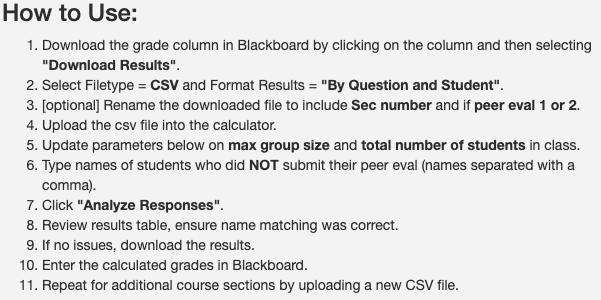 How to Use:
1. Download the grade column in Blackboard by clicking on the column and then selecting
"Download Results".
2. Select Filetype = CSV and Format Results = "By Question and Student".
3. [optional] Rename the downloaded file to include Sec number and if peer eval 1 or 2.
4. Upload the csv file into the calculator.
5. Update parameters below on max group size and total number of students in class.
6. Type names of students who did NOT submit their peer eval (names separated with a
comma).
7. Click "Analyze Responses".
8. Review results table, ensure name matching was correct.
9. If no issues, download the results.
10. Enter the calculated grades in Blackboard.
11. Repeat for additional course sections by uploading a new CSV file.